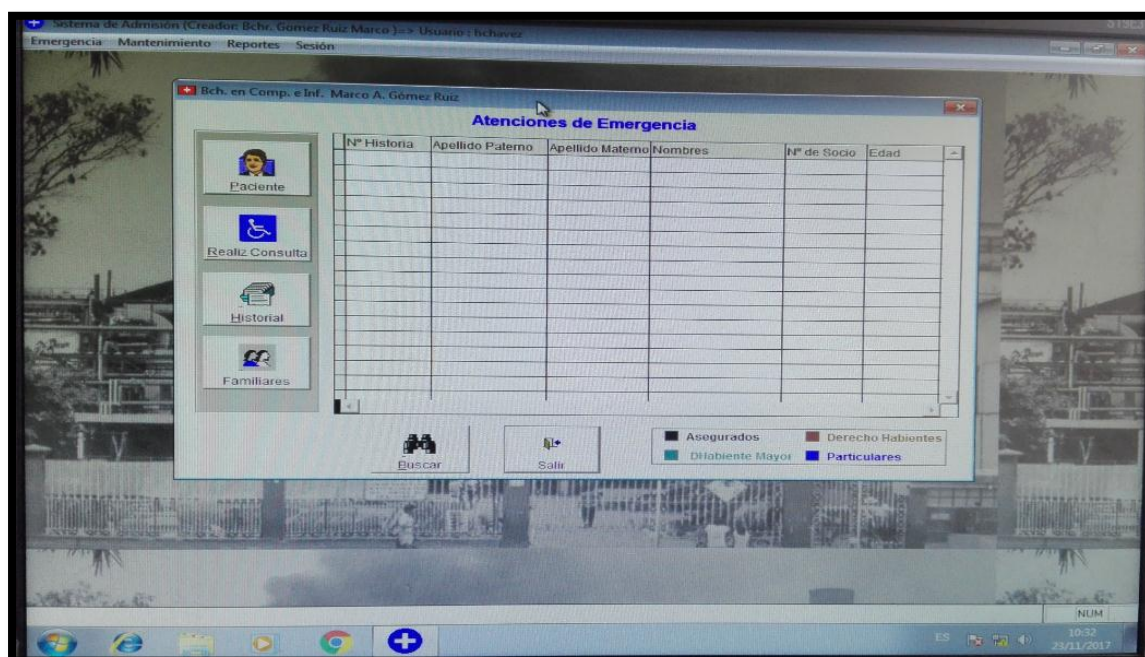 Sistema de Admisión (Creador: Bchr. Gomez Ruiz Marco )=> Usuario : hchavez
Emergencia Mantenimiento Reportes Sesión
Bch. en Comp. e Inf. Marco A. Gómez Ruiz
Atenciones de Emergencia
Nº Historia Apellido Paterno Apellido Materno Nombres Nº de Socio Edad
Paciente
Realiz Consulta
Historial
Familiares
Buscar
Salir
Asegurados Derecho Habientes
DHabiente Mayor Particulares
NUM
ES 10:32
23/11/2017